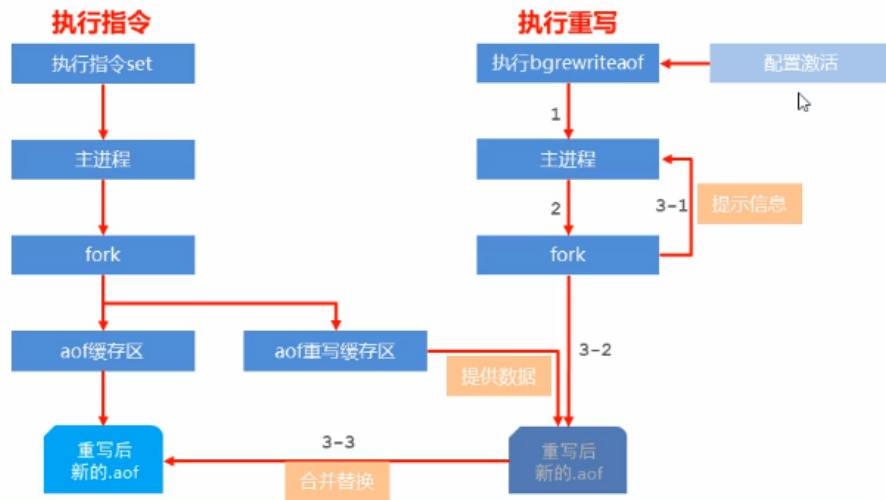 执行指令
执行重写
执行指令set
执行bgrewriteaof
配置激活
1
主进程
主进程
2
3-1
提示信息
fork
fork
aof缓存区
aof重写缓存区
3-2
提供数据
重写后
新的.aof
3-3
合并替换
重写后
新的.aof